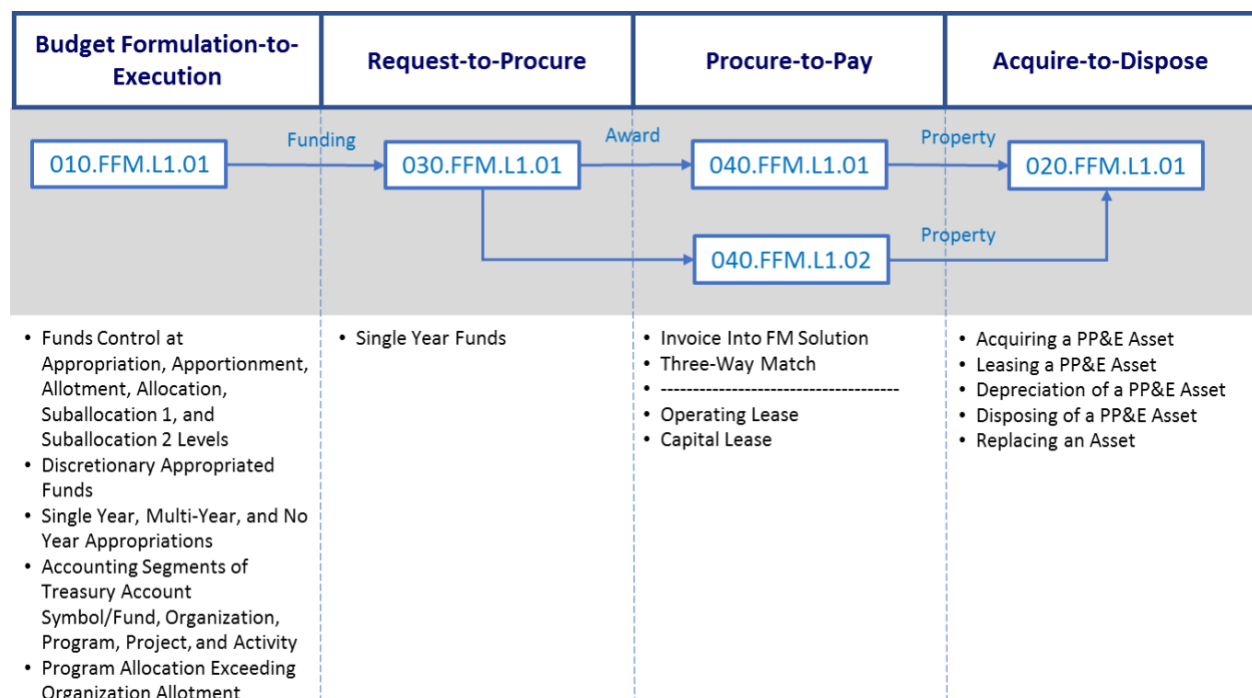 Budget Formulation-to-
Execution
Request-to-Procure
Procure-to-Pay
Acquire-to-Dispose
Funding
Award
Property
010.FFM.L1.01
030.FFM.L1.01
040.FFM.L1.01
020.FFM.L1.01
Property
040.FFM.L1.02
• Funds Control at
Appropriation, Apportionment,
Allotment, Allocation,
Suballocation 1, and
Suballocation 2 Levels
• Discretionary Appropriated
Funds
• Single Year, Multi-Year, and No
Year Appropriations
• Accounting Segments of
Treasury Account
Symbol/Fund, Organization,
Program, Project, and Activity
• Program Allocation Exceeding
Organization Allotment
• Single Year Funds
• Invoice Into FM Solution
• Three-Way Match
• -------------------------------------
• Operating Lease
• Capital Lease
• Acquiring a PP&E Asset
• Leasing a PP&E Asset
• Depreciation of a PP&E Asset
• Disposing of a PP&E Asset
• Replacing an Asset